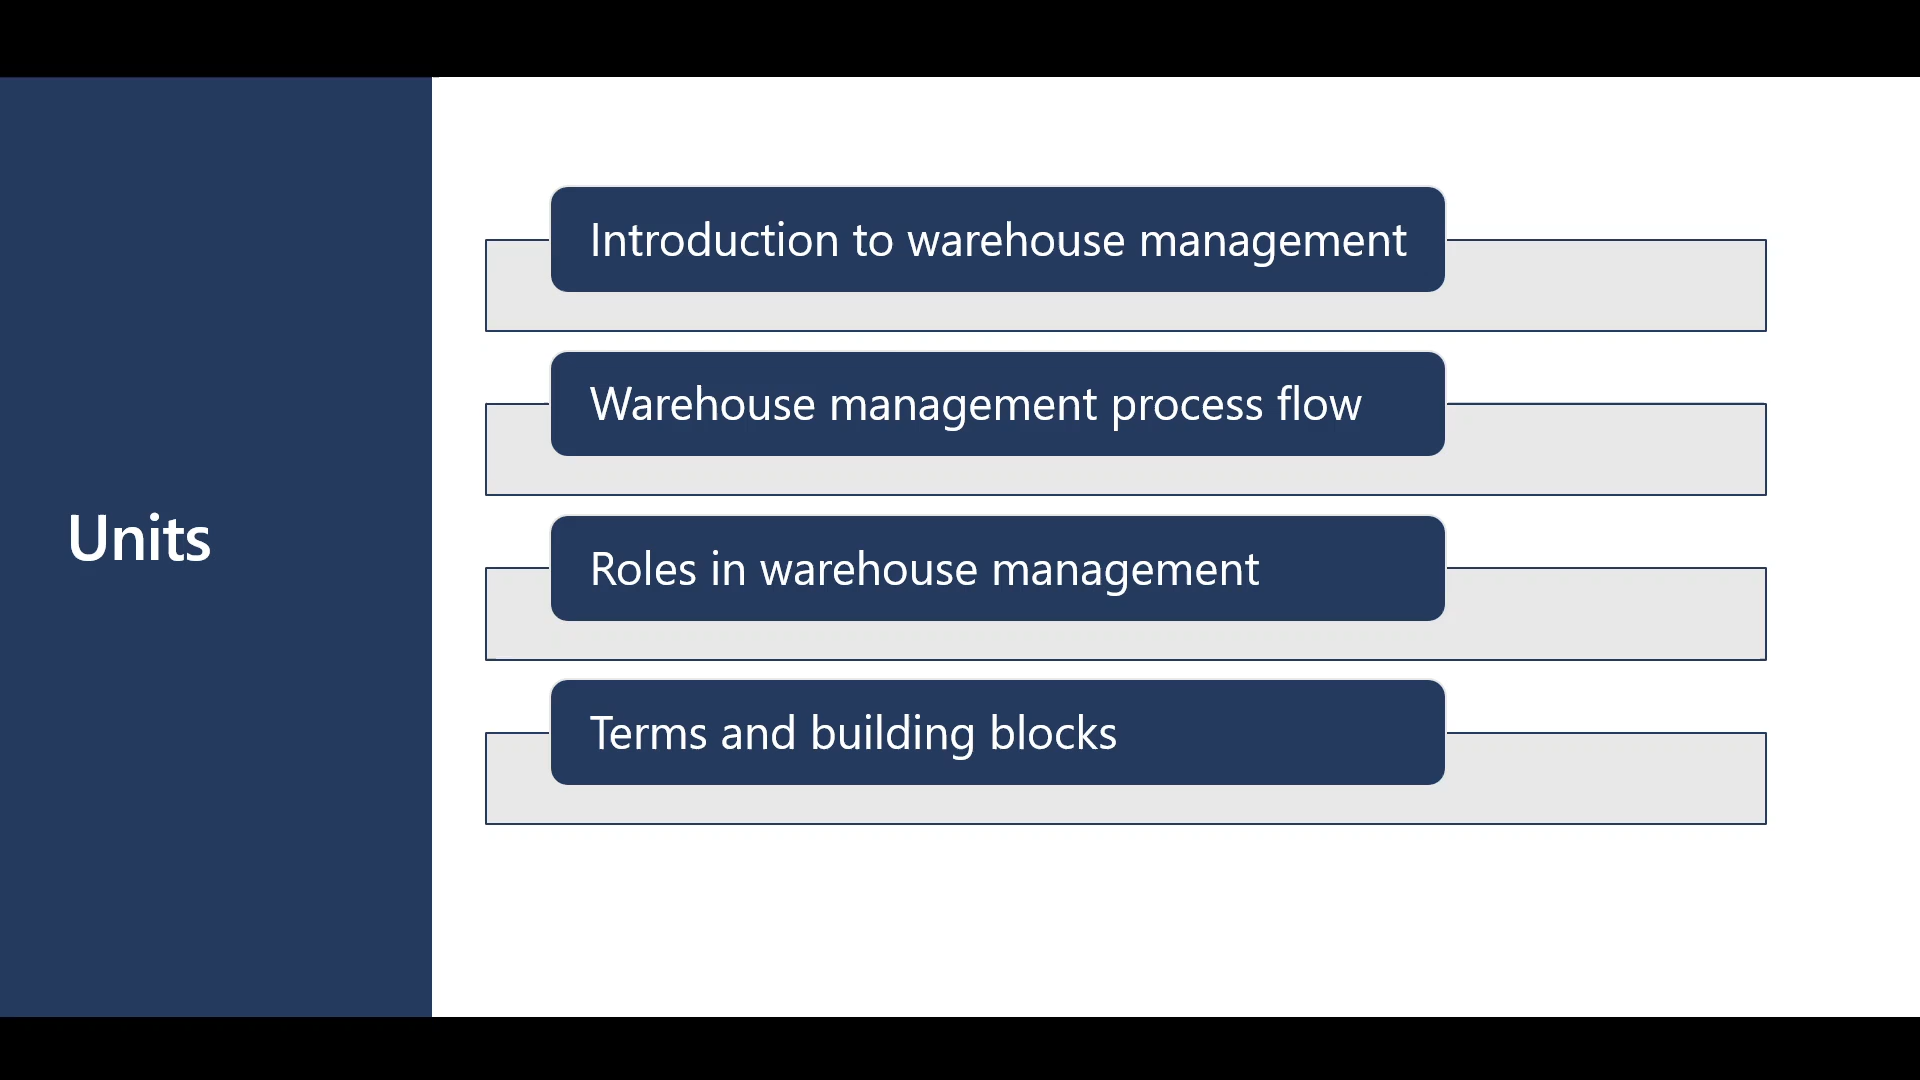 Units
Introduction to warehouse management
Warehouse management process flow
Roles in warehouse management
Terms and building blocks